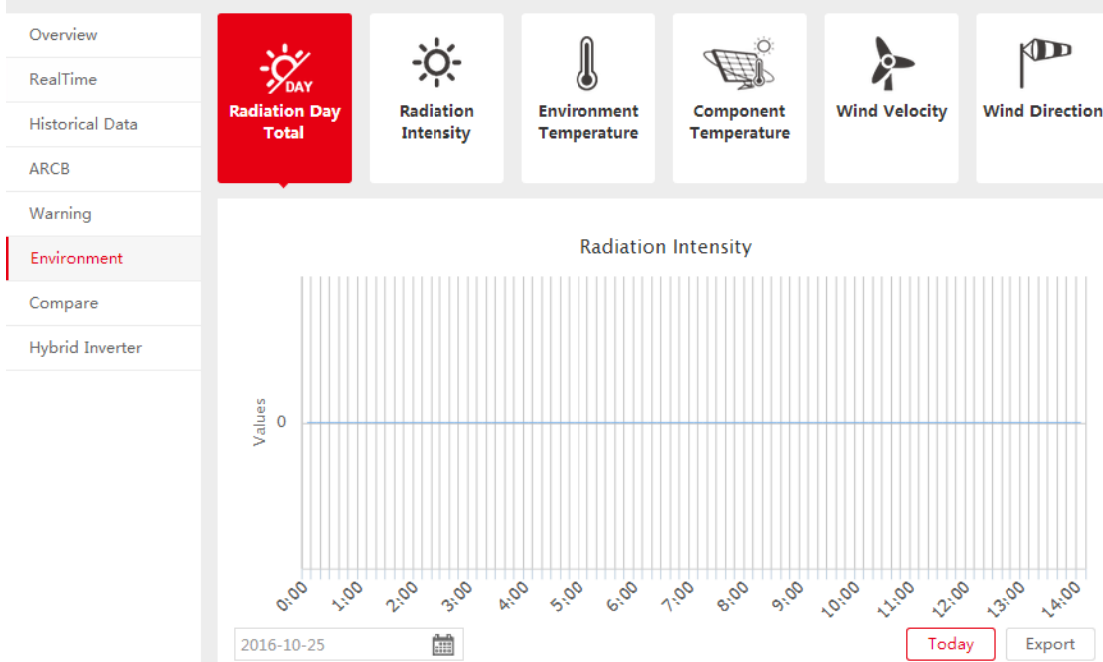 Overview
RealTime
Historical Data
ARCB
Warning
Environment
Compare
Hybrid Inverter
DAY
Radiation Day
Total
Radiation
Intensity
Environment
Temperature
Component
Temperature
Wind Velocity
Wind Direction
Radiation Intensity
Values
0
0:00 1:00 2:00 3:00 4:00 5:00 6:00 7:00 8:00 9:00 10:00 11:00 12:00 13:00 14:00
2016-10-25
Today
Export